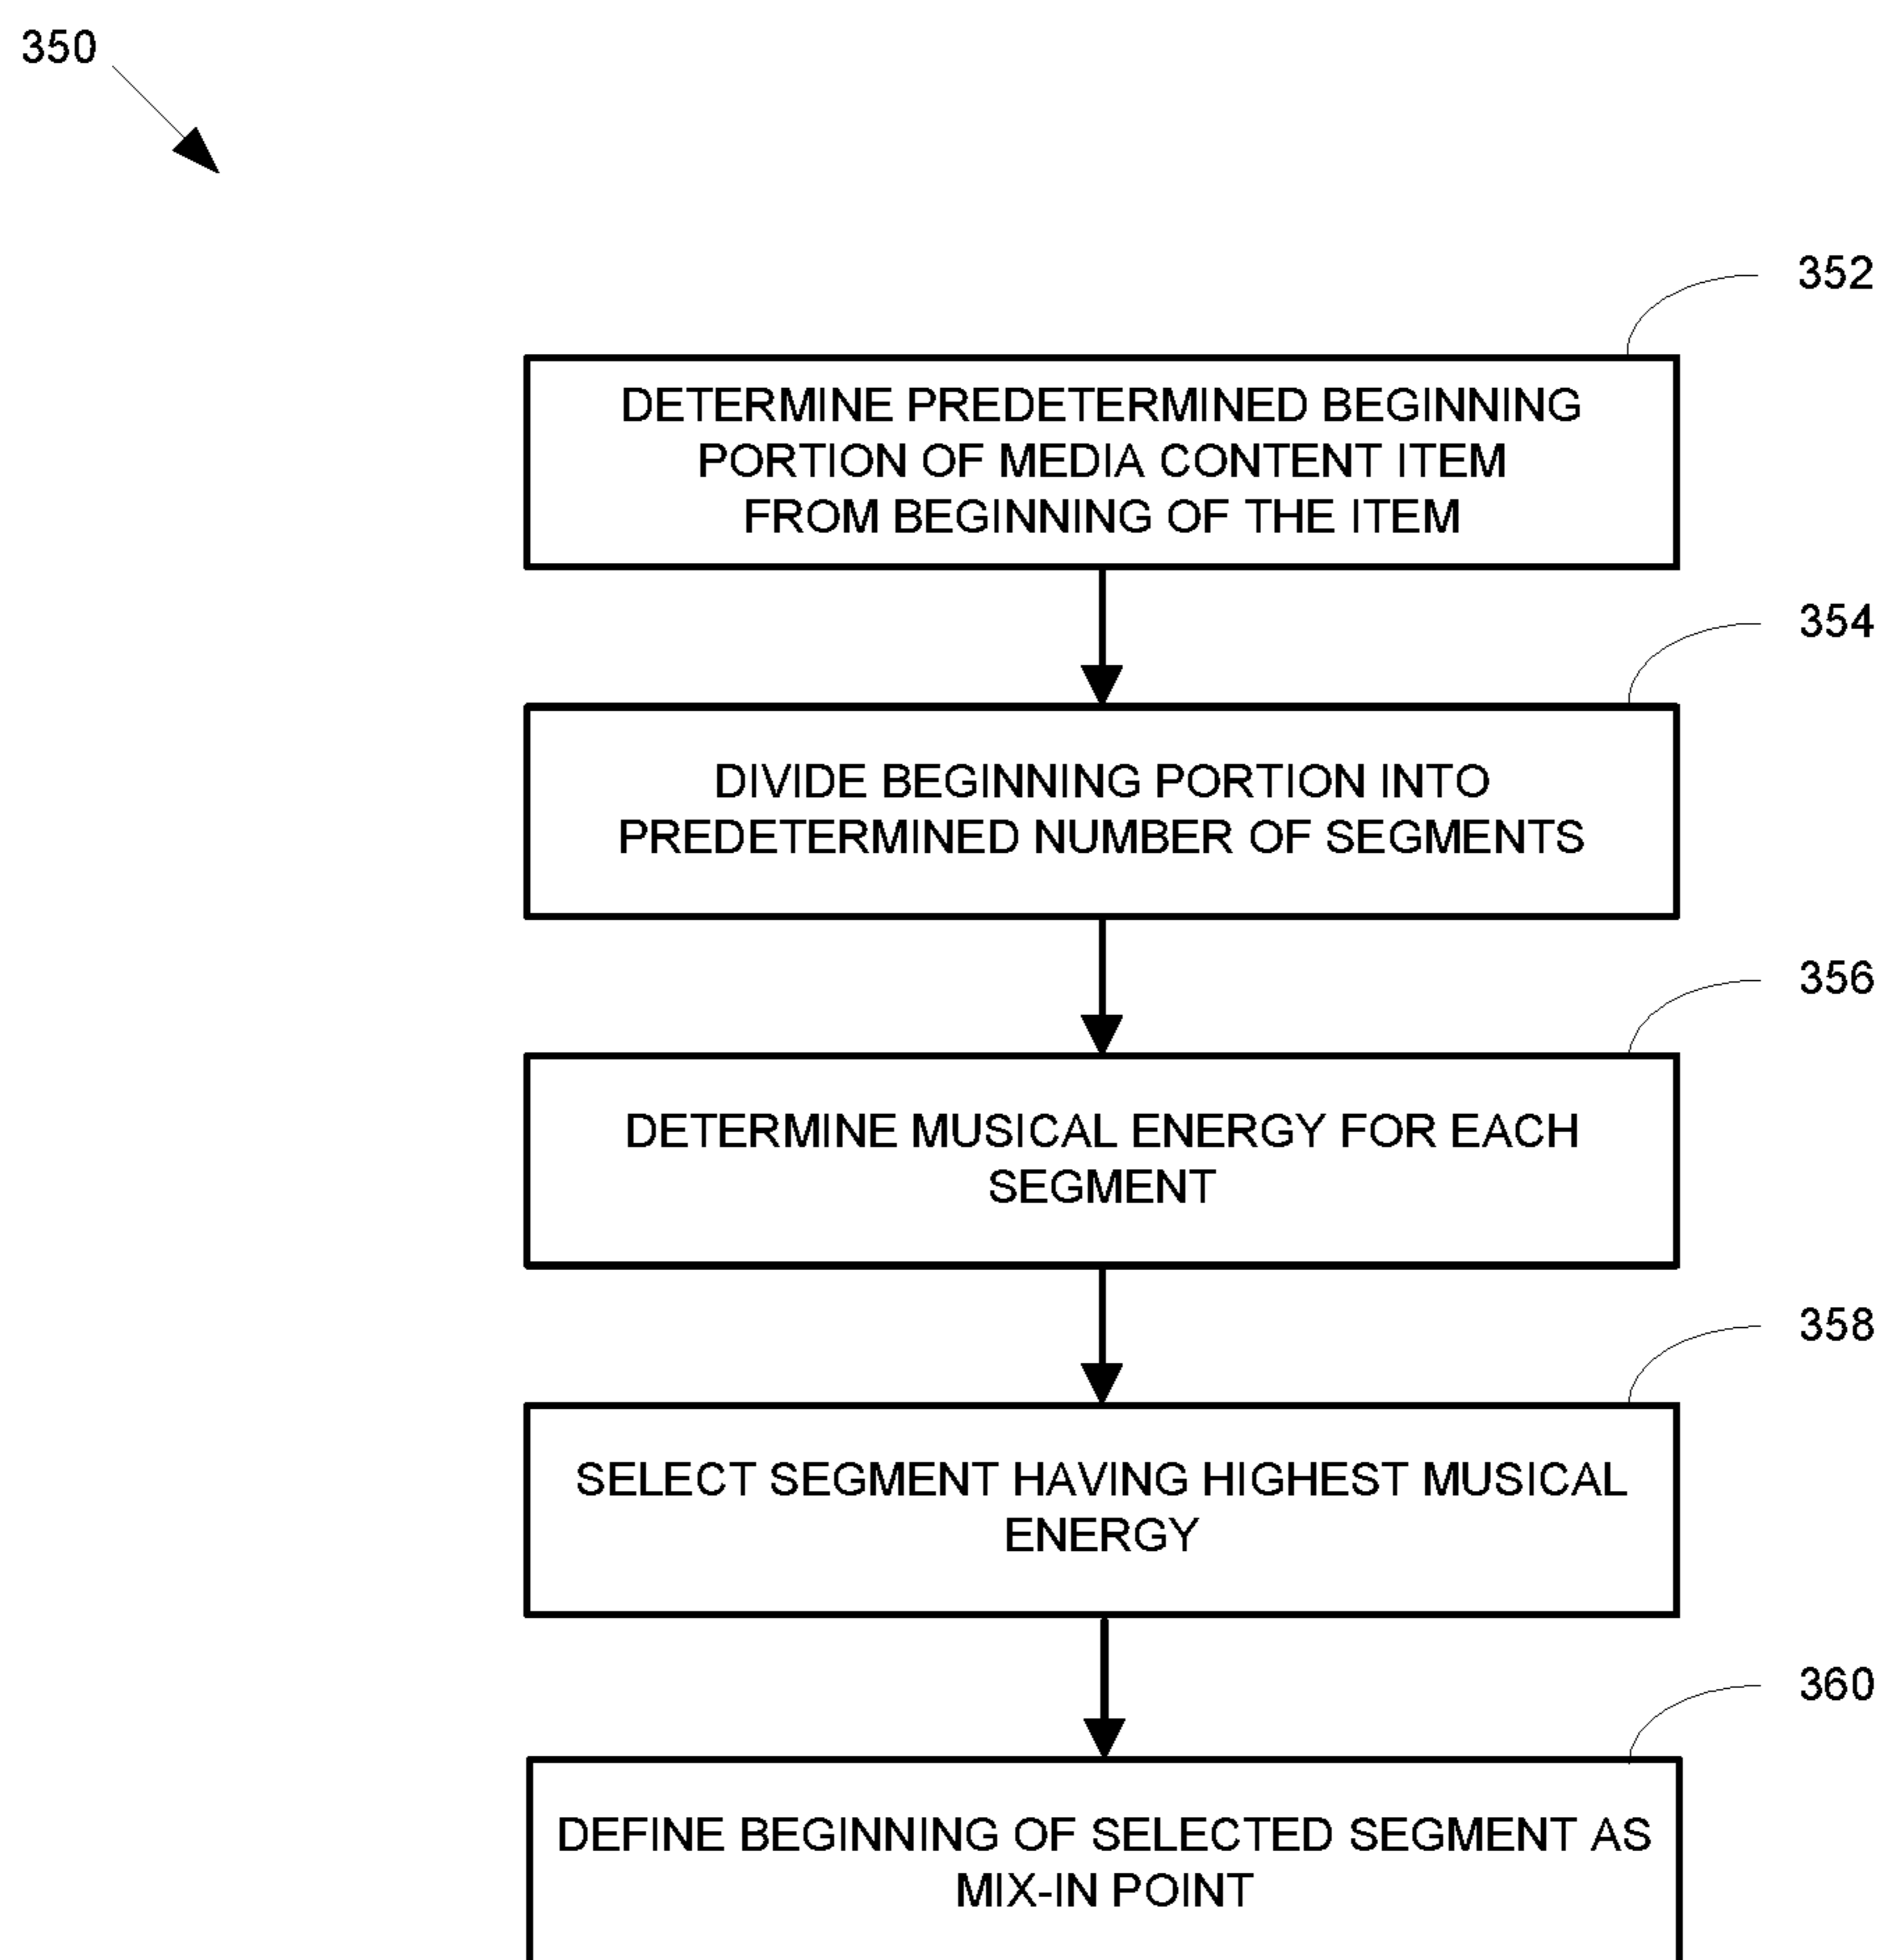 350
352
DETERMINE PREDETERMINED BEGINNING
PORTION OF MEDIA CONTENT ITEM
FROM BEGINNING OF THE ITEM
354
DIVIDE BEGINNING PORTION INTO
PREDETERMINED NUMBER OF SEGMENTS
356
DETERMINE MUSICAL ENERGY FOR EACH
SEGMENT
358
SELECT SEGMENT HAVING HIGHEST MUSICAL
ENERGY
360
DEFINE BEGINNING OF SELECTED SEGMENT AS
MIX-IN POINT